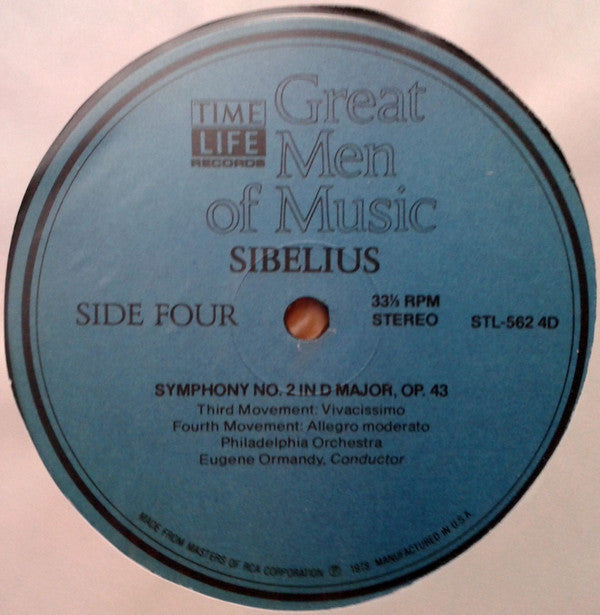 TIME
LIFE
RECORDS
Great
Men
of Music
SIBELIUS
SIDE FOUR
33⅓ RPM
STEREO
STL-562 4D
SYMPHONY NO. 2 IN D MAJOR, OP. 43
Third Movement: Vivacissimo
Fourth Movement: Allegro moderato
Philadelphia Orchestra
Eugene Ormandy, Conductor
MADE FROM MASTERS OF RCA CORPORATION ℗ 1979 MANUFACTURED IN U.S.A.